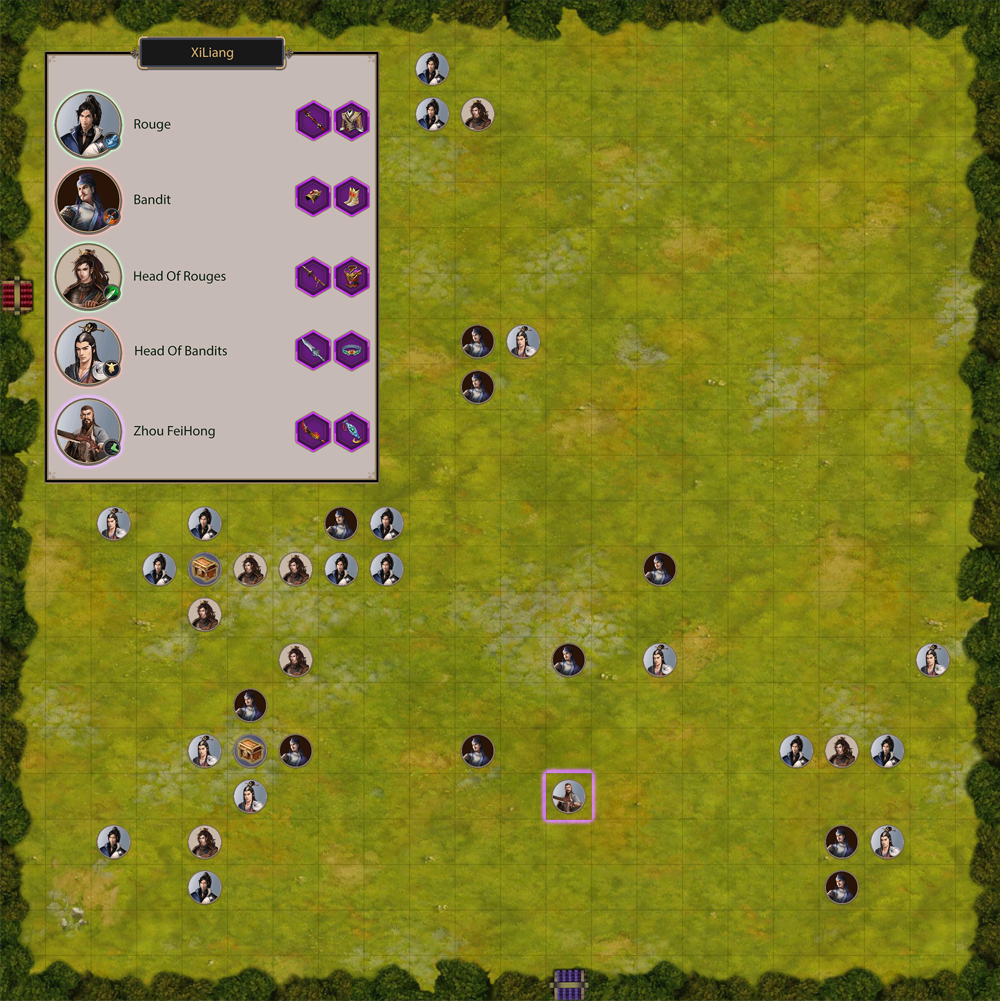 XiLiang
Rouge
Bandit
Head Of Rouges
Head Of Bandits
Zhou FeiHong